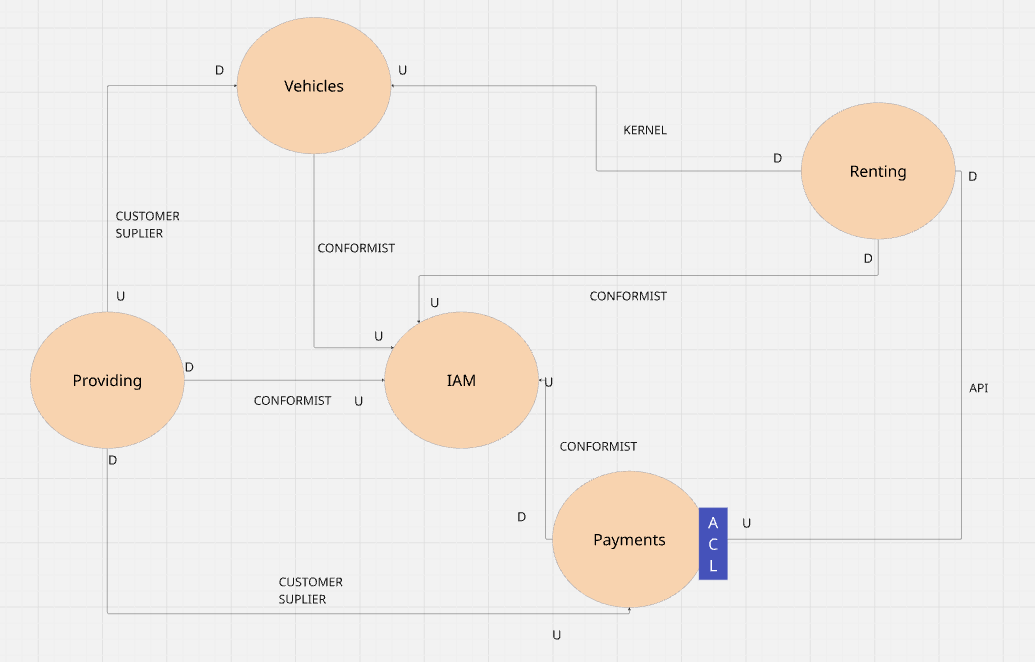 D
U
Vehicles
KERNEL
D
Renting
D
CUSTOMER
SUPLIER
CONFORMIST
D
U
CONFORMIST
U
U
D
Providing
IAM
U
CONFORMIST
U
API
CONFORMIST
D
D
U
A
C
L
Payments
CUSTOMER
SUPLIER
U